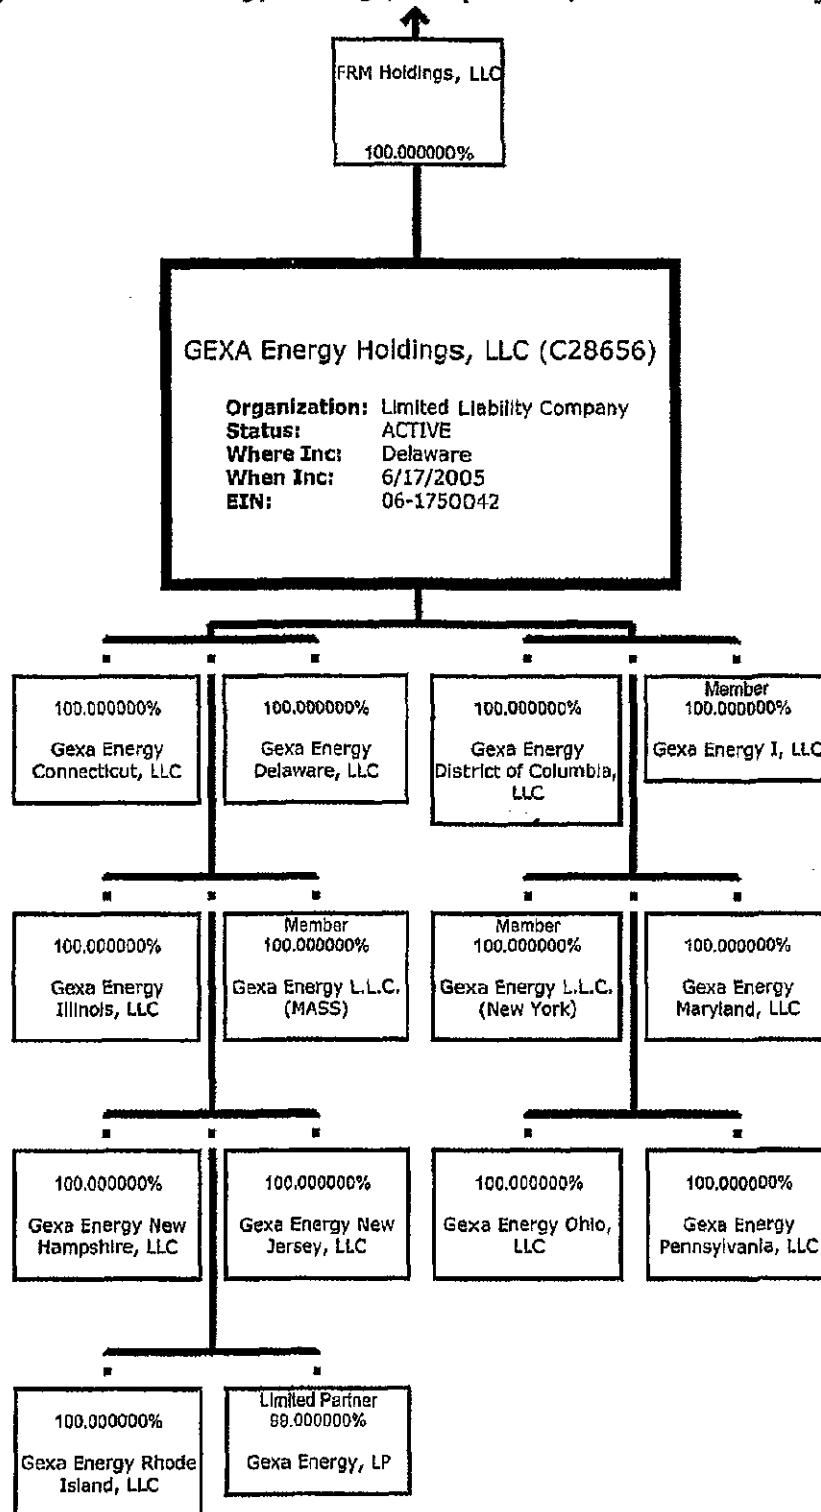 FRM Holdings, LLC
100.000000%
GEXA Energy Holdings, LLC (C28656)
Organization: Limited Liability Company
Status: ACTIVE
Where Inc: Delaware
When Inc: 6/17/2005
EIN: 06-1750042
100.000000%
Gexa Energy
Connecticut, LLC
100.000000%
Gexa Energy
Delaware, LLC
100.000000%
Gexa Energy
District of Columbia,
LLC
Member
100.000000%
Gexa Energy I, LLC
100.000000%
Gexa Energy
Illinois, LLC
Member
100.000000%
Gexa Energy L.L.C.
(MASS)
Member
100.000000%
Gexa Energy L.L.C.
(New York)
100.000000%
Gexa Energy
Maryland, LLC
100.000000%
Gexa Energy New
Hampshire, LLC
100.000000%
Gexa Energy New
Jersey, LLC
100.000000%
Gexa Energy Ohio,
LLC
100.000000%
Gexa Energy
Pennsylvania, LLC
100.000000%
Gexa Energy Rhode
Island, LLC
Limited Partner
99.000000%
Gexa Energy, LP